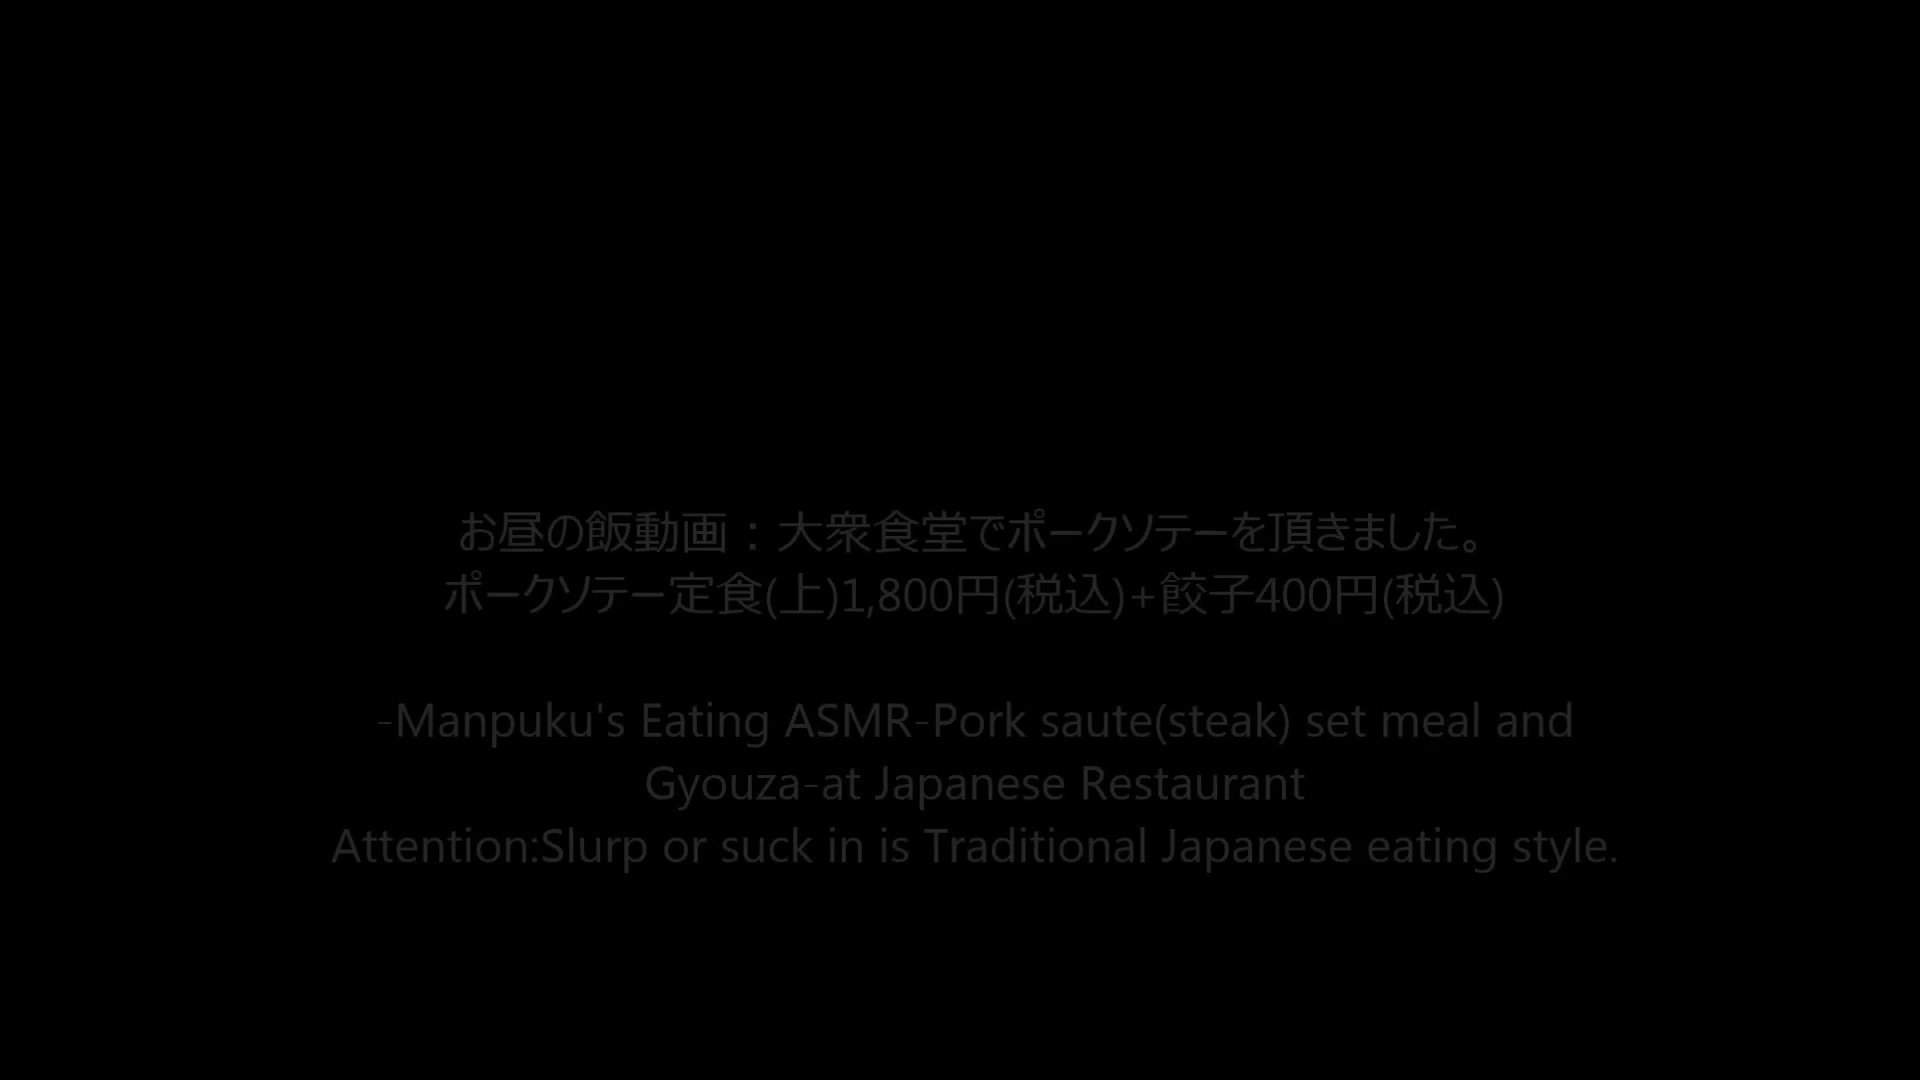 お昼の飯動画：大衆食堂でポークソテーを頂きました。
ポークソテー定食(上)1,800円(税込)+餃子400円(税込)
-Manpuku's Eating ASMR-Pork saute(steak) set meal and
Gyouza-at Japanese Restaurant
Attention:Slurp or suck in is Traditional Japanese eating style.